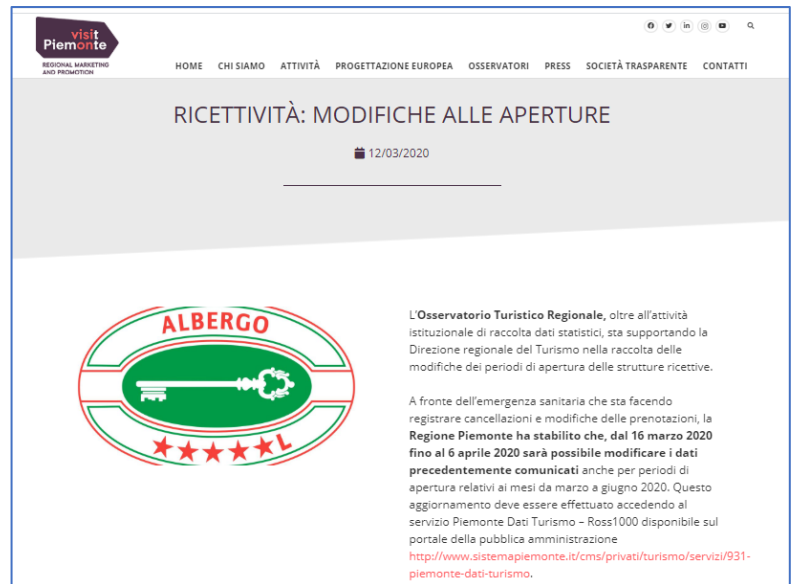 visit
Piemonte
REGIONAL MARKETING
AND PROMOTION
HOME CHI SIAMO ATTIVITÀ PROGETTAZIONE EUROPEA OSSERVATORI PRESS SOCIETÀ TRASPARENTE CONTATTI
RICETTIVITÀ: MODIFICHE ALLE APERTURE
12/03/2020
ALBERGO
L
L'Osservatorio Turistico Regionale, oltre all'attività
istituzionale di raccolta dati statistici, sta supportando la
Direzione regionale del Turismo nella raccolta delle
modifiche dei periodi di apertura delle strutture ricettive.
A fronte dell'emergenza sanitaria che sta facendo
registrare cancellazioni e modifiche delle prenotazioni, la
Regione Piemonte ha stabilito che, dal 16 marzo 2020
fino al 6 aprile 2020 sarà possibile modificare i dati
precedentemente comunicati anche per periodi di
apertura relativi ai mesi da marzo a giugno 2020. Questo
aggiornamento deve essere effettuato accedendo al
servizio Piemonte Dati Turismo – Ross1000 disponibile sul
portale della pubblica amministrazione
http://www.sistemapiemonte.it/cms/privati/turismo/servizi/931-
piemonte-dati-turismo.